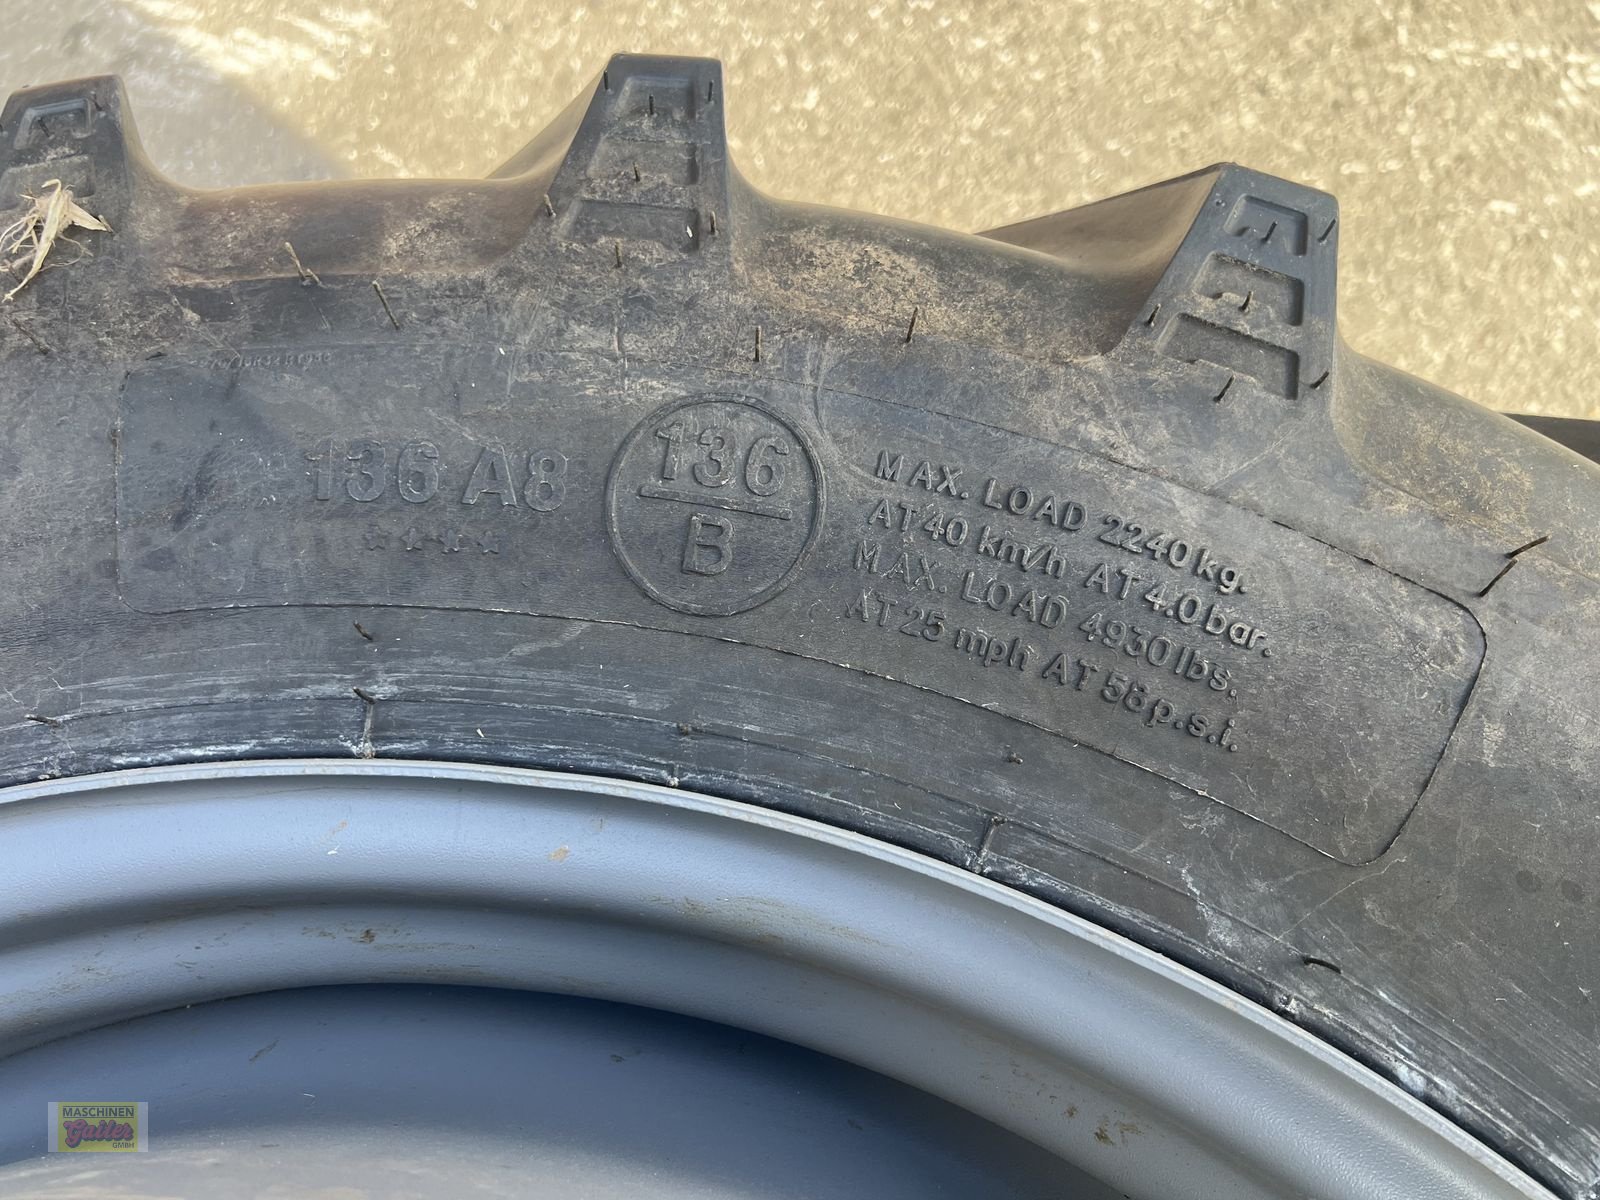 136 A8
****
136
B
MAX. LOAD 2240 kg.
AT 40 km/h AT 4.0 bar.
MAX. LOAD 4930 lbs.
AT 25 mph AT 58 p.s.i.
MASCHINEN
Gailer
GMBH